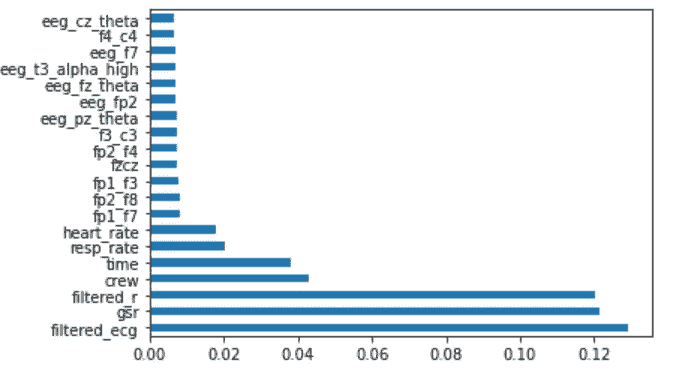 eeg_cz_theta
f4_c4
eeg_f7
eeg_t3_alpha_high
eeg_fz_theta
eeg_fp2
eeg_pz_theta
f3_c3
fp2_f4
fzcz
fp1_f3
fp2_f8
fp1_f7
heart_rate
resp_rate
time
crew
filtered_r
gsr
filtered_ecg
0.00 0.02 0.04 0.06 0.08 0.10 0.12